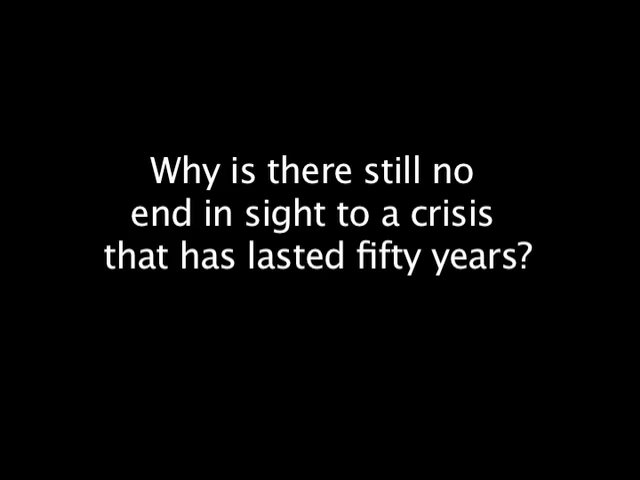 Why is there still no
end in sight to a crisis
that has lasted fifty years?